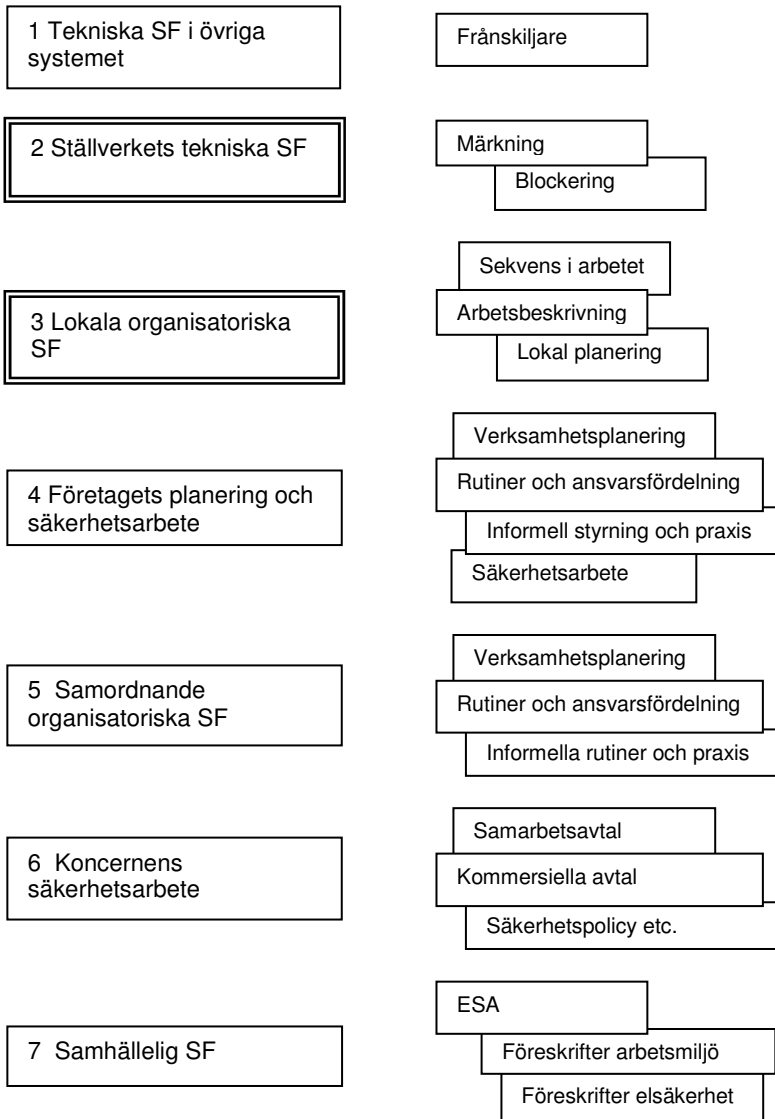 1 Tekniska SF i övriga
systemet
Frånskiljare
2 Ställverkets tekniska SF
Märkning
Blockering
3 Lokala organisatoriska
SF
Sekvens i arbetet
Arbetsbeskrivning
Lokal planering
4 Företagets planering och
säkerhetsarbete
Verksamhetsplanering
Rutiner och ansvarsfördelning
Informell styrning och praxis
Säkerhetsarbete
5 Samordnande
organisatoriska SF
Verksamhetsplanering
Rutiner och ansvarsfördelning
Informella rutiner och praxis
6 Koncernens
säkerhetsarbete
Samarbetsavtal
Kommersiella avtal
Säkerhetspolicy etc.
7 Samhällelig SF
ESA
Föreskrifter arbetsmiljö
Föreskrifter elsäkerhet